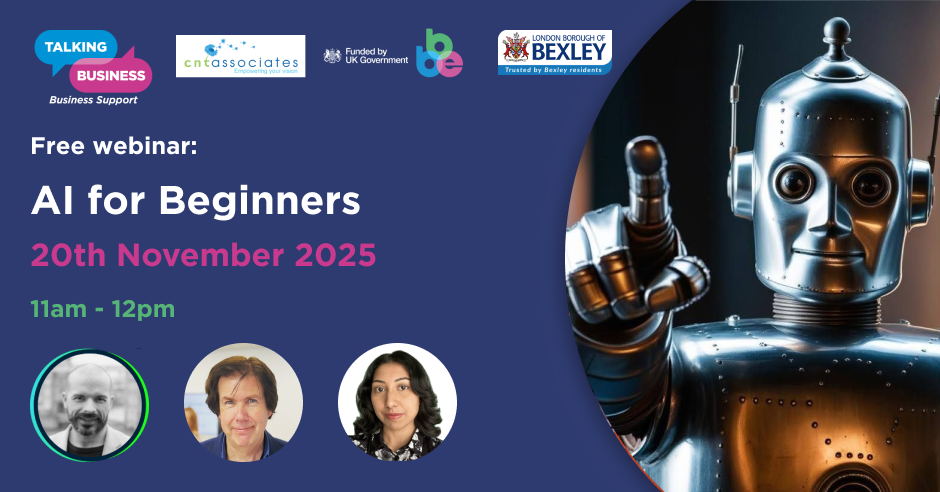 TALKING
BUSINESS
Business Support
cntassociates
Empowering your vision
Funded by
UK Government
bbe
LONDON BOROUGH OF
BEXLEY
Trusted by Bexley residents
Free webinar:
AI for Beginners
20th November 2025
11am - 12pm